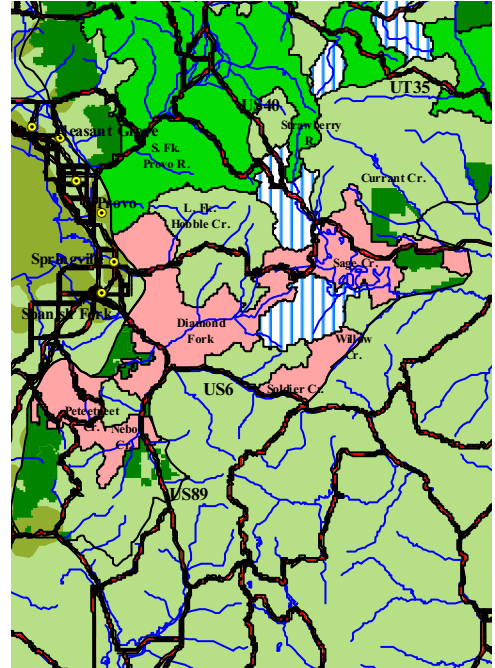 UT35
US40
Pleasant Grove
Strawberry
R.
S. Fk.
Provo R.
Currant Cr.
Provo
L. Fk.
Hobble Cr.
Springville
Sage Cr.
Spanish Fork
Diamond
Fork
Willow
Cr.
US6
Soldier Cr.
Peteetneet
Cr.
Nebo
Cr.
US89